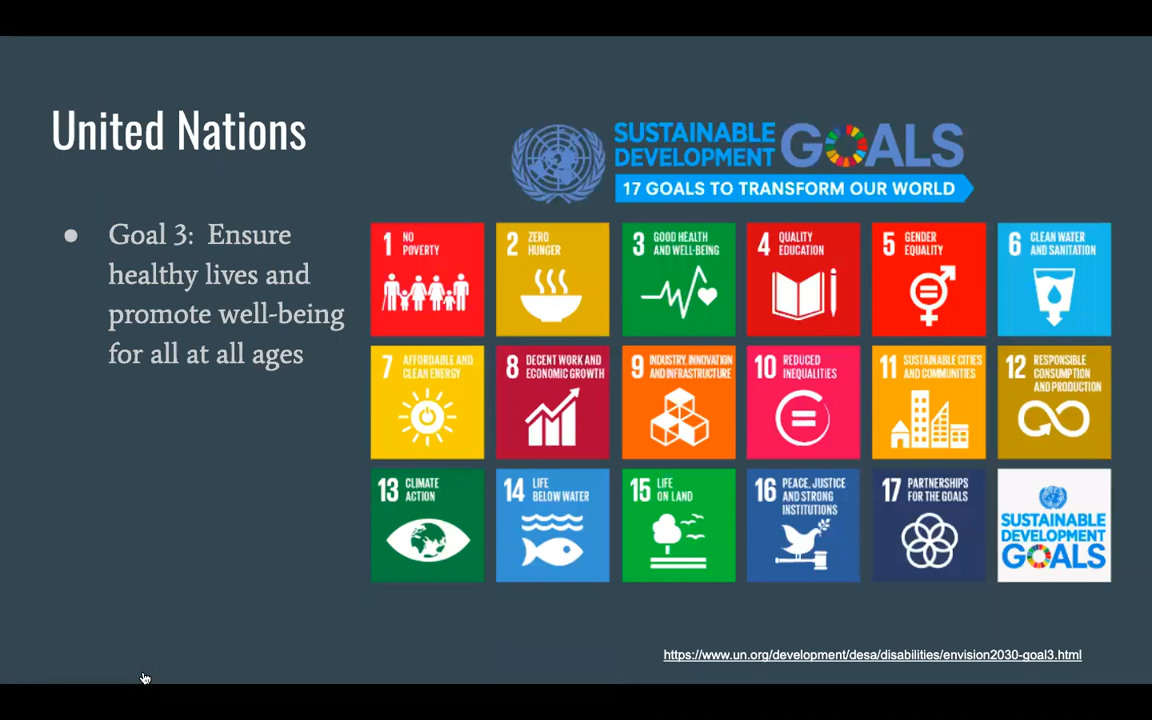 United Nations
● Goal 3: Ensure
healthy lives and
promote well-being
for all at all ages
SUSTAINABLE
DEVELOPMENT
GOALS
17 GOALS TO TRANSFORM OUR WORLD
1 NO
POVERTY
2 ZERO
HUNGER
3 GOOD HEALTH
AND WELL-BEING
4 QUALITY
EDUCATION
5 GENDER
EQUALITY
6 CLEAN WATER
AND SANITATION
7 AFFORDABLE AND
CLEAN ENERGY
8 DECENT WORK AND
ECONOMIC GROWTH
9 INDUSTRY, INNOVATION
AND INFRASTRUCTURE
10 REDUCED
INEQUALITIES
11 SUSTAINABLE CITIES
AND COMMUNITIES
12 RESPONSIBLE
CONSUMPTION
AND PRODUCTION
13 CLIMATE
ACTION
14 LIFE
BELOW WATER
15 LIFE
ON LAND
16 PEACE, JUSTICE
AND STRONG
INSTITUTIONS
17 PARTNERSHIPS
FOR THE GOALS
SUSTAINABLE
DEVELOPMENT
GOALS
https://www.un.org/development/desa/disabilities/envision2030-goal3.html